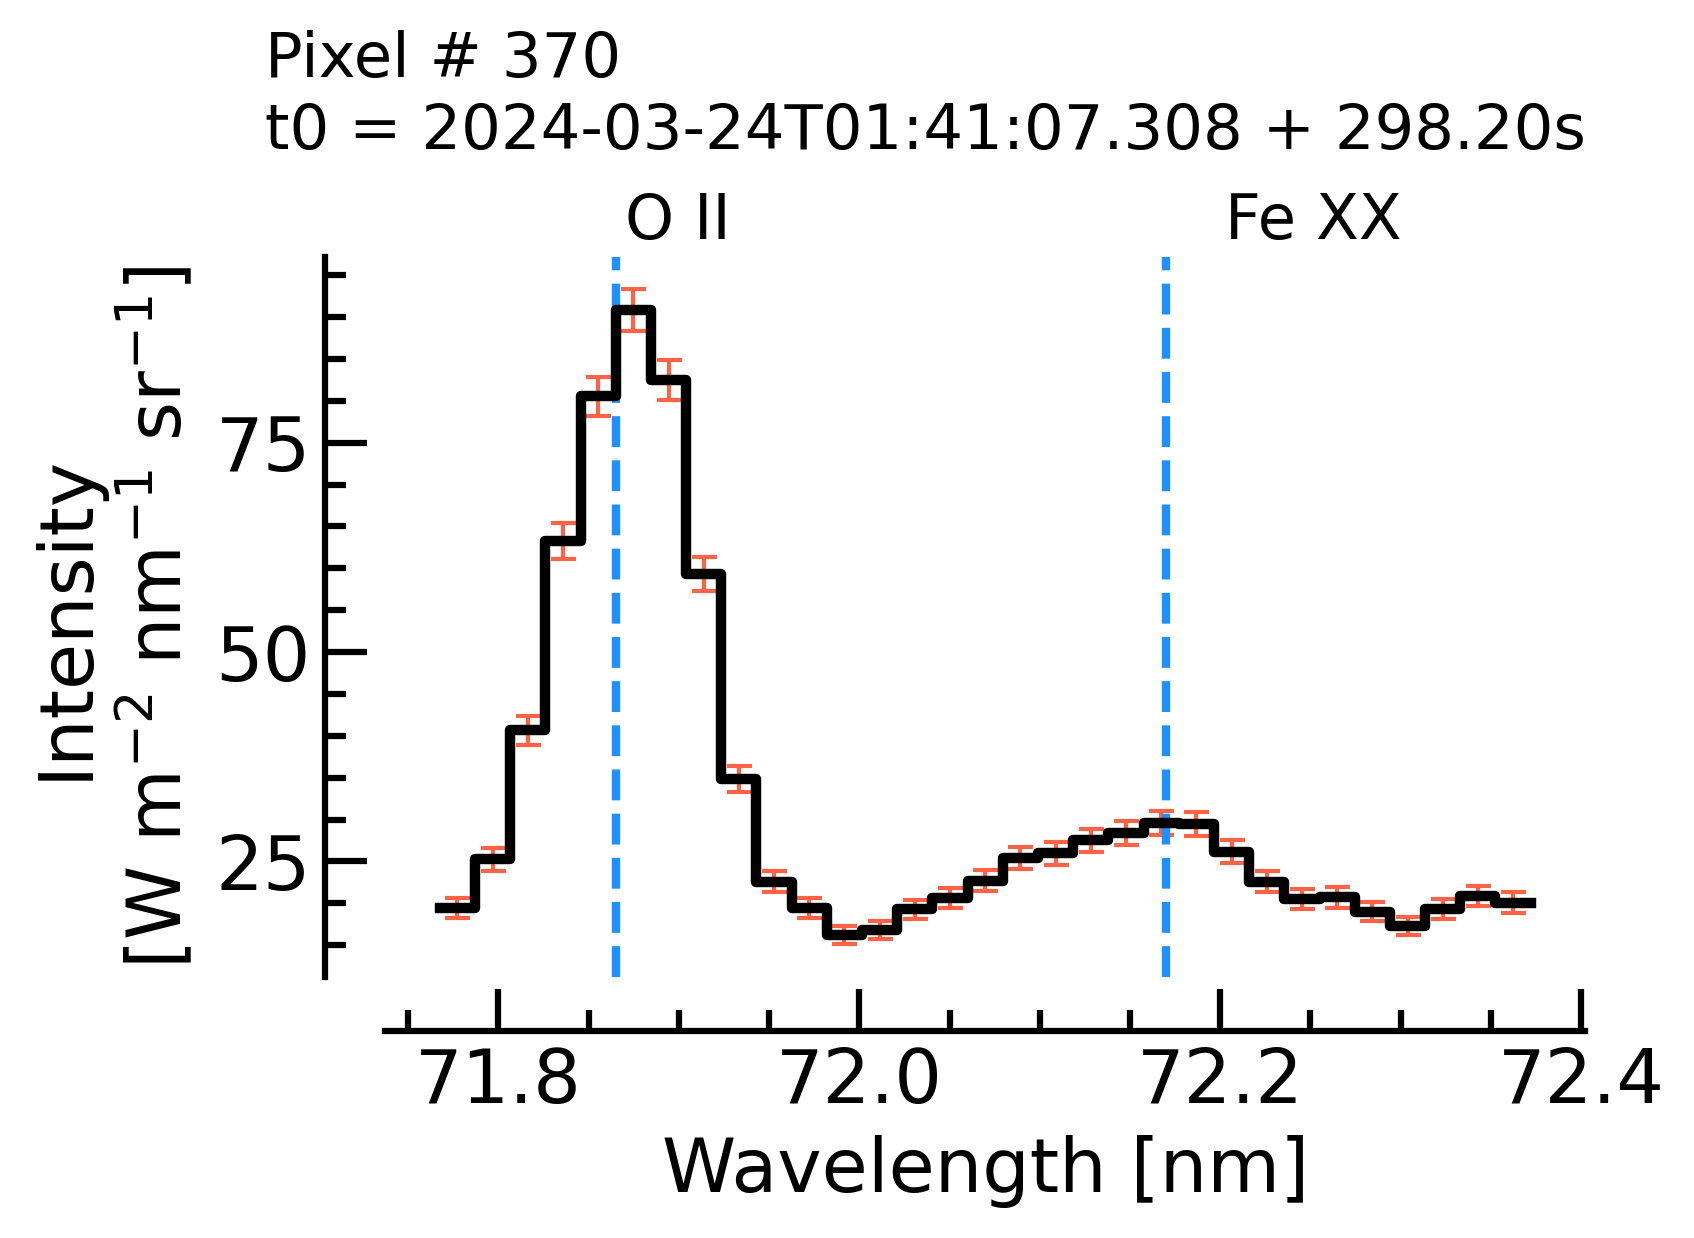 Pixel # 370
t0 = 2024-03-24T01:41:07.308 + 298.20s
O II
Fe XX
Intensity
[W m⁻² nm⁻¹ sr⁻¹]
75
50
25
71.8
72.0
72.2
72.4
Wavelength [nm]